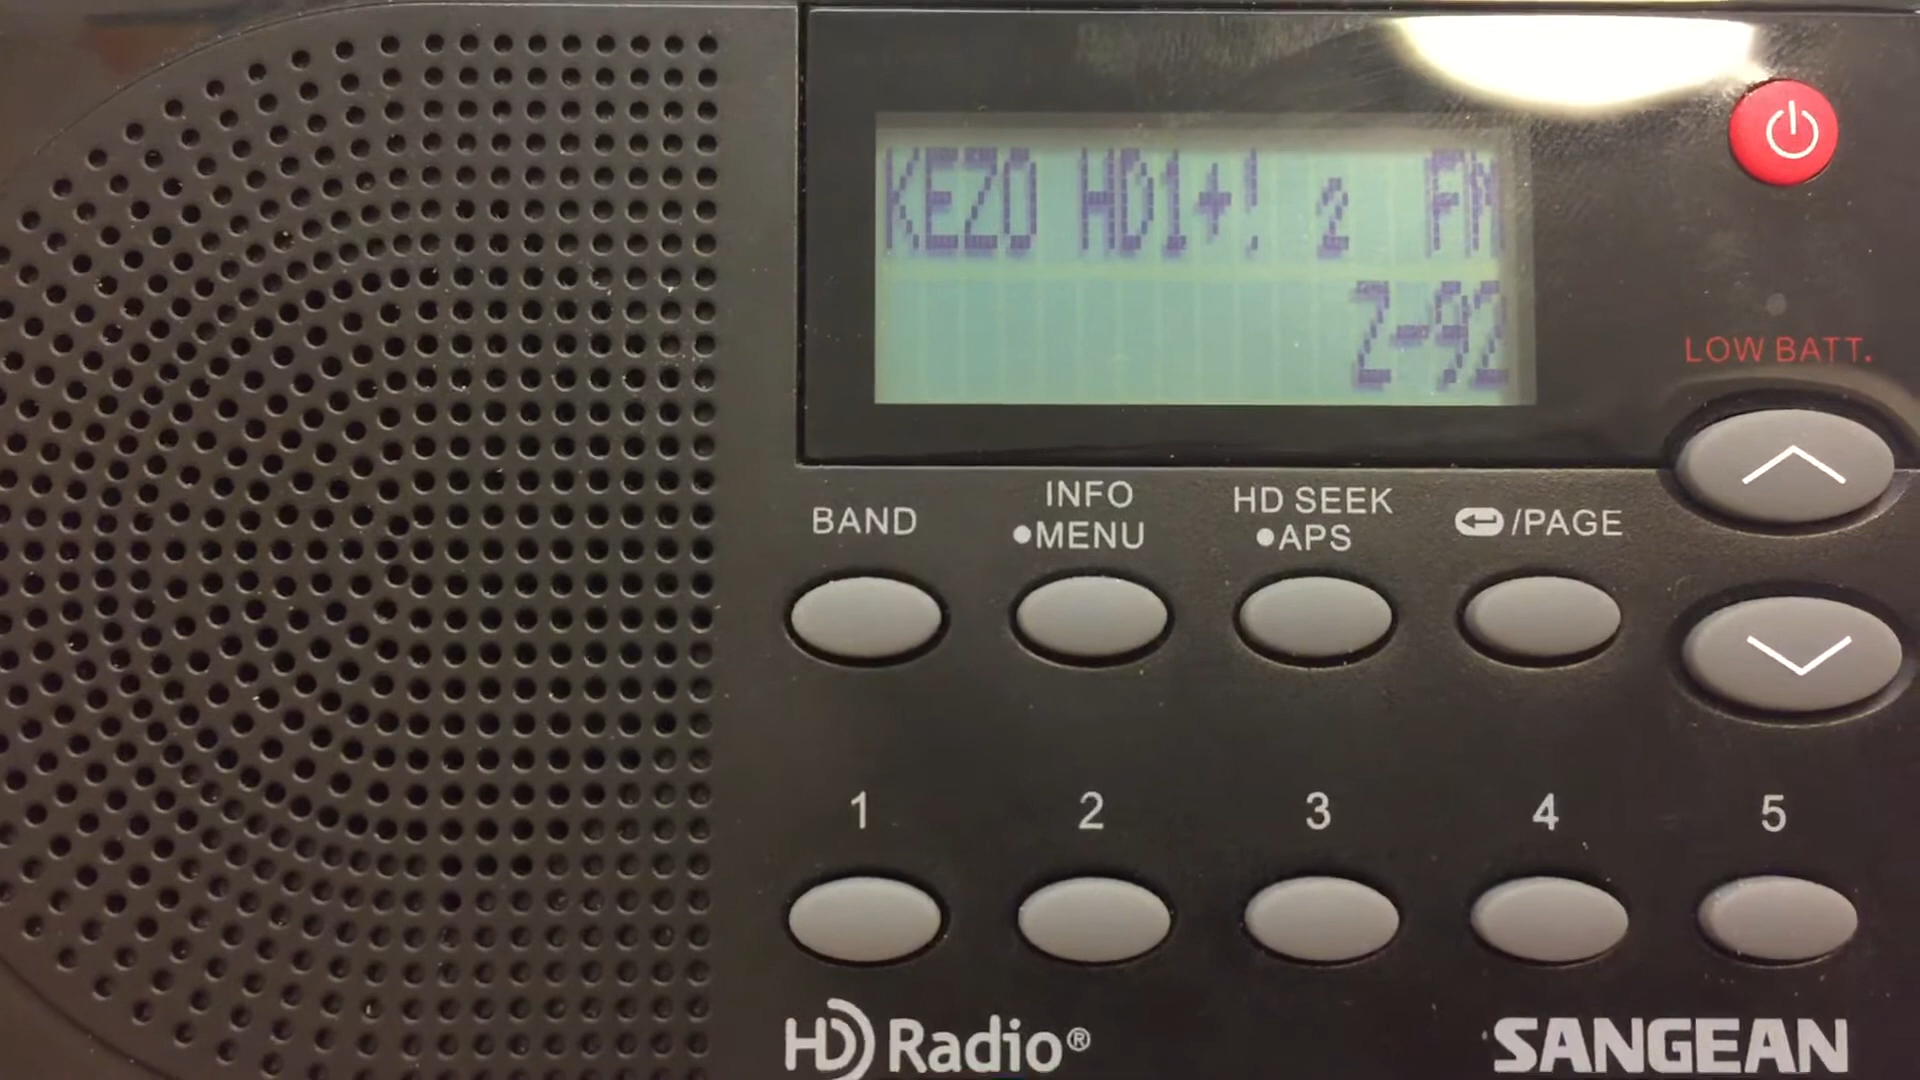 KEZO HD1+! 2 FM
Z-92
LOW BATT.
BAND
INFO
●MENU
HD SEEK
●APS
/PAGE
1 2 3 4 5
HD Radio®
SANGEAN